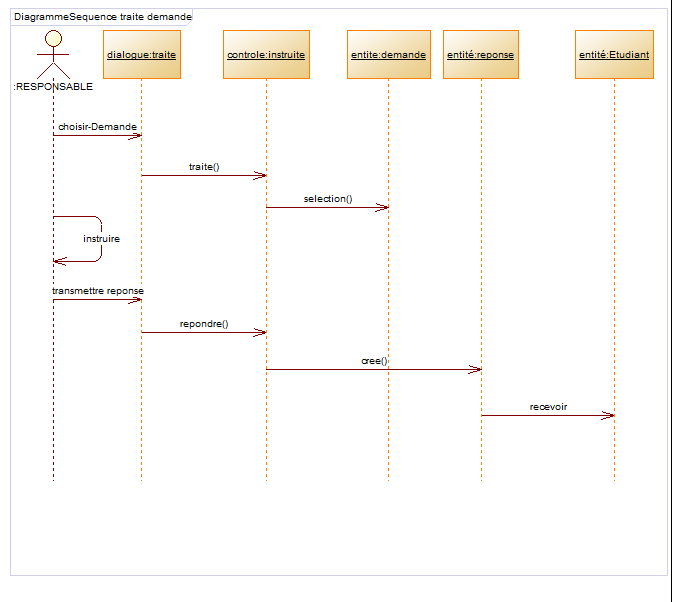 DiagrammeSequence traite demande
dialogue:traite
controle:instruite
entite:demande
entité:reponse
entité:Etudiant
:RESPONSABLE
choisir-Demande
traite()
selection()
instruire
transmettre reponse
repondre()
cree()
recevoir